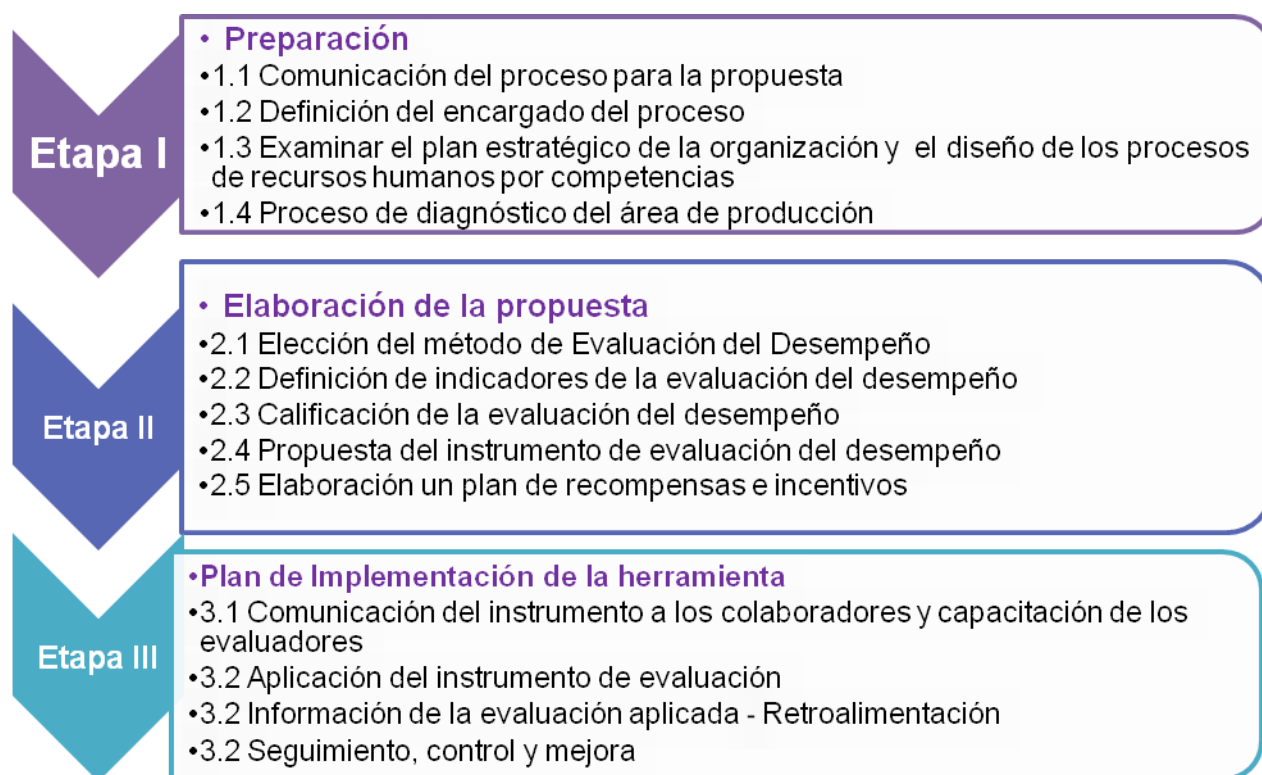 • Preparación
•1.1 Comunicación del proceso para la propuesta
•1.2 Definición del encargado del proceso
Etapa I
•1.3 Examinar el plan estratégico de la organización y el diseño de los procesos
de recursos humanos por competencias
•1.4 Proceso de diagnóstico del área de producción
• Elaboración de la propuesta
•2.1 Elección del método de Evaluación del Desempeño
•2.2 Definición de indicadores de la evaluación del desempeño
Etapa II
•2.3 Calificación de la evaluación del desempeño
•2.4 Propuesta del instrumento de evaluación del desempeño
•2.5 Elaboración un plan de recompensas e incentivos
•Plan de Implementación de la herramienta
•3.1 Comunicación del instrumento a los colaboradores y capacitación de los
evaluadores
Etapa III
•3.2 Aplicación del instrumento de evaluación
•3.2 Información de la evaluación aplicada - Retroalimentación
•3.2 Seguimiento, control y mejora